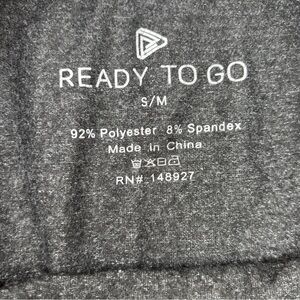 READY TO GO
S/M
92% Polyester 8% Spandex
Made in China
RN# 148927